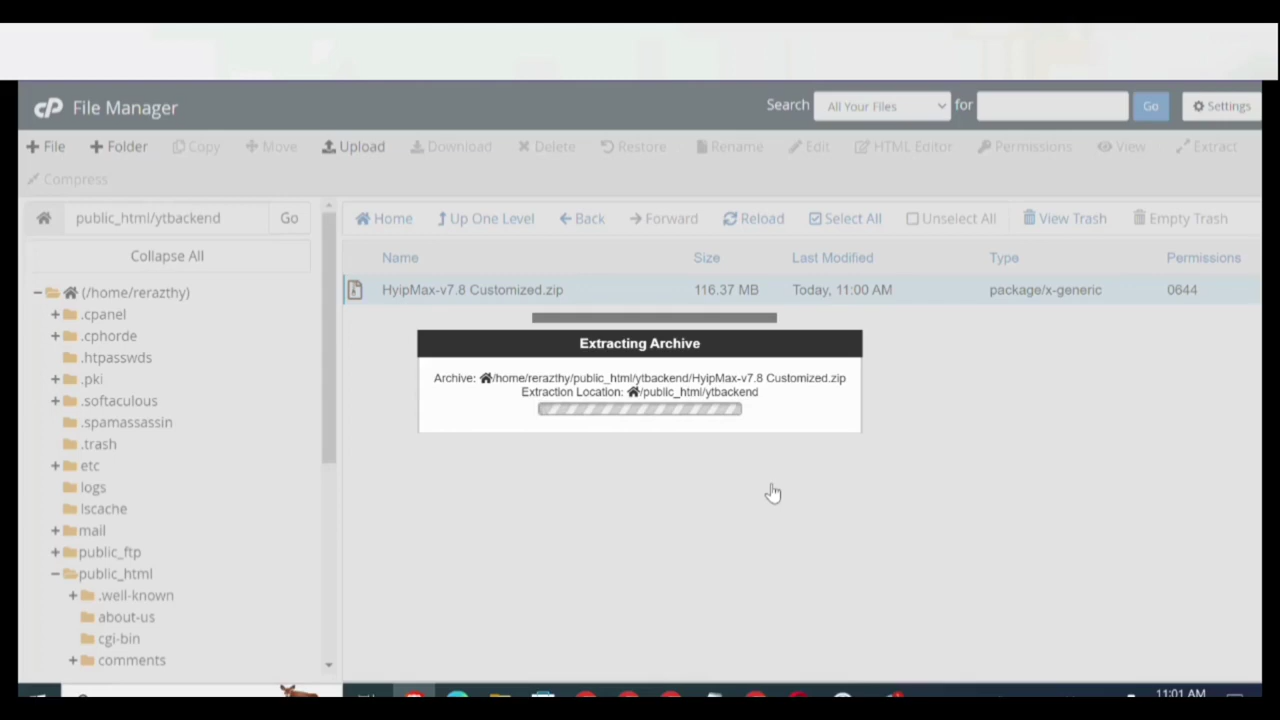 cP File Manager
Search All Your Files for Go Settings
File Folder Copy Move Upload Download Delete Restore Rename Edit HTML Editor Permissions View Extract
Compress
public_html/ytbackend Go Home Up One Level Back Forward Reload Select All Unselect All View Trash Empty Trash
Collapse All
Name Size Last Modified Type Permissions
HyipMax-v7.8 Customized.zip 116.37 MB Today, 11:00 AM package/x-generic 0644
(/home/rerazthy)
.cpanel
.cphorde
.htpasswds
.pki
.softaculous
.spamassassin
.trash
etc
logs
lscache
mail
public_ftp
public_html
.well-known
about-us
cgi-bin
comments
Extracting Archive
Archive: /home/rerazthy/public_html/ytbackend/HyipMax-v7.8 Customized.zip
Extraction Location: /public_html/ytbackend
11:01 AM